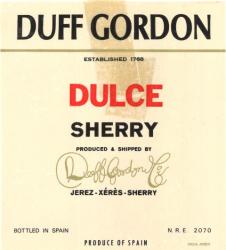 DUFF GORDON
ESTABLISHED 1768
DULCE
SHERRY
PRODUCED & SHIPPED BY
Duff Gordon & Co
JEREZ-XÉRÈS-SHERRY
BOTTLED IN SPAIN
N.R.E. 2070
PRODUCE OF SPAIN